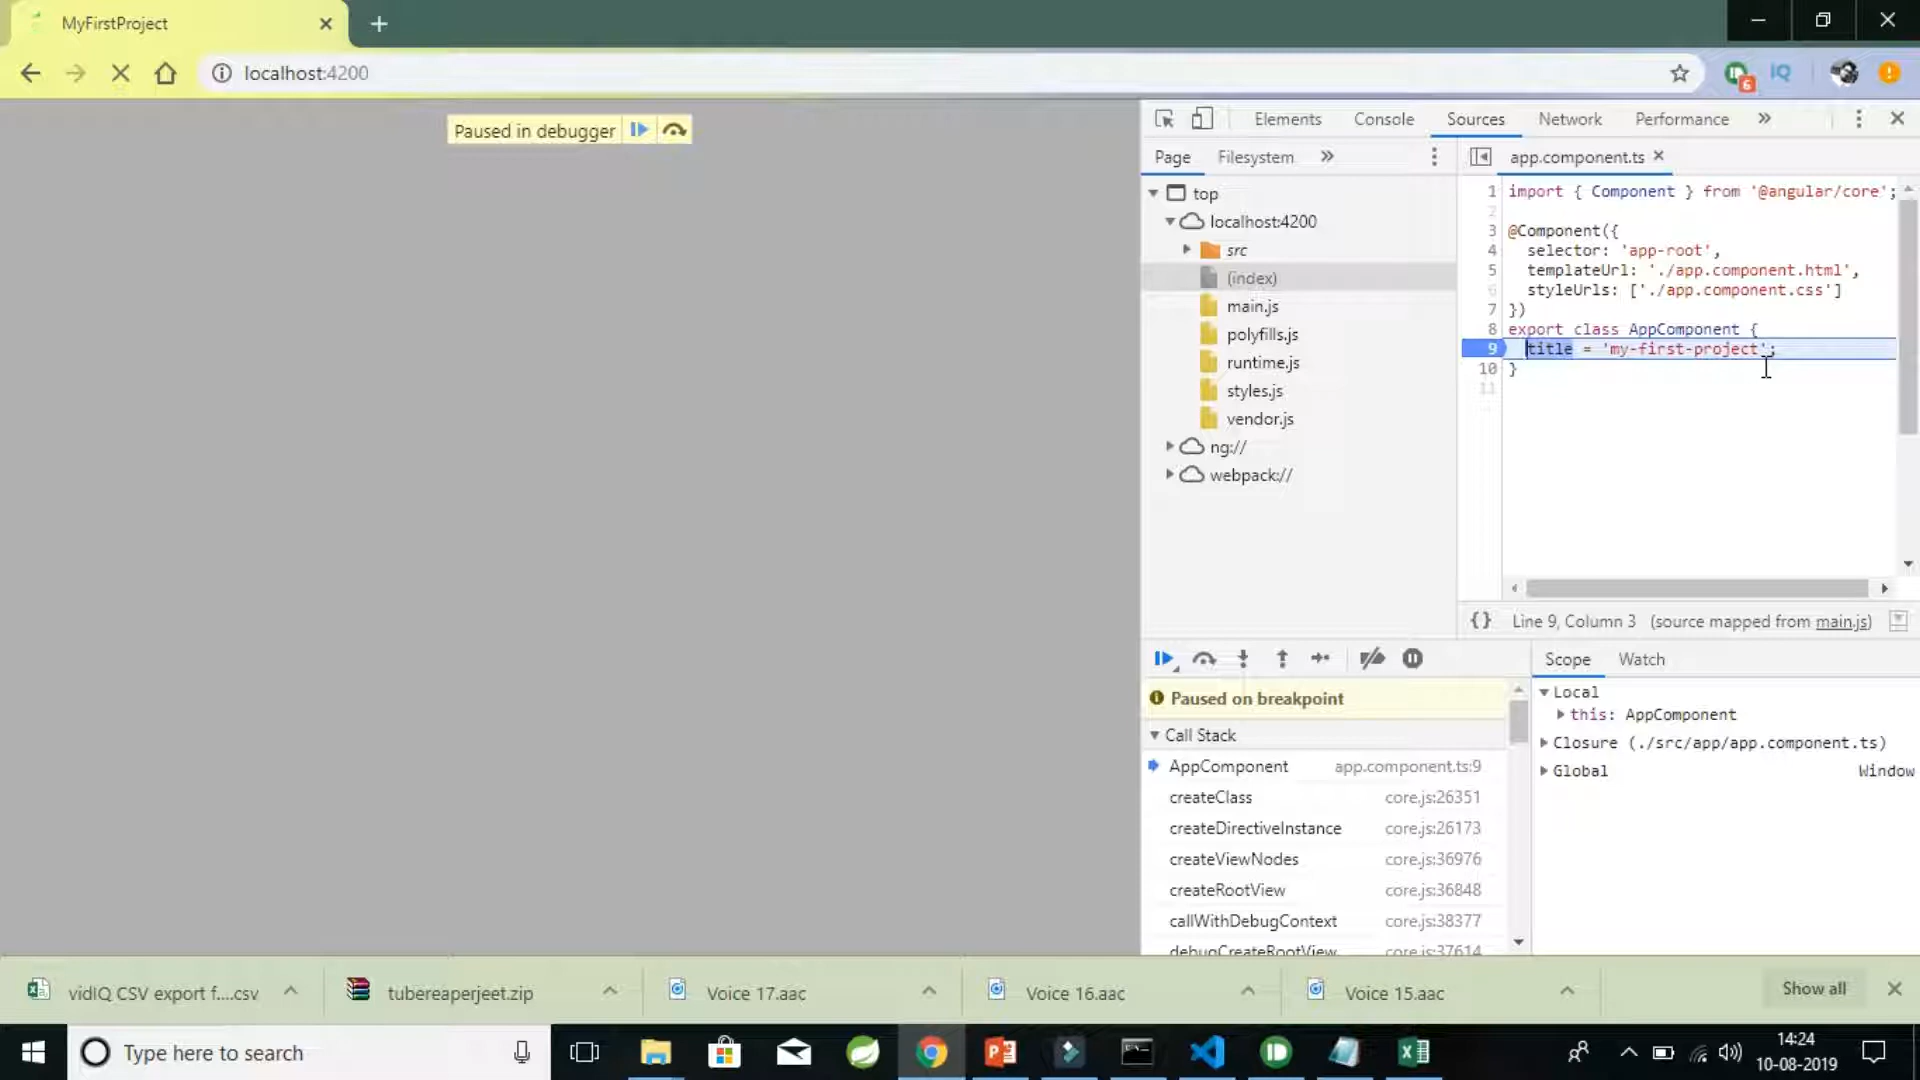 MyFirstProject
localhost:4200
6
IQ
Paused in debugger
Elements Console Sources Network Performance
Page Filesystem
app.component.ts
top
localhost:4200
src
(index)
main.js
polyfills.js
runtime.js
styles.js
vendor.js
ng://
webpack://
1 import { Component } from '@angular/core';
2
3 @Component({
4 selector: 'app-root',
5 templateUrl: './app.component.html',
6 styleUrls: ['./app.component.css']
7 })
8 export class AppComponent {
9 title = 'my-first-project';
10 }
11
{} Line 9, Column 3 (source mapped from main.js)
Paused on breakpoint
Call Stack
AppComponent app.component.ts:9
createClass core.js:26351
createDirectiveInstance core.js:26173
createViewNodes core.js:36976
createRootView core.js:36848
callWithDebugContext core.js:38377
debugCreateRootView core.js:37614
Scope Watch
Local
this: AppComponent
Closure (./src/app/app.component.ts)
Global Window
vidIQ CSV export f....csv
tubereaperjeet.zip
Voice 17.aac
Voice 16.aac
Voice 15.aac
Show all
Type here to search
14:24
10-08-2019